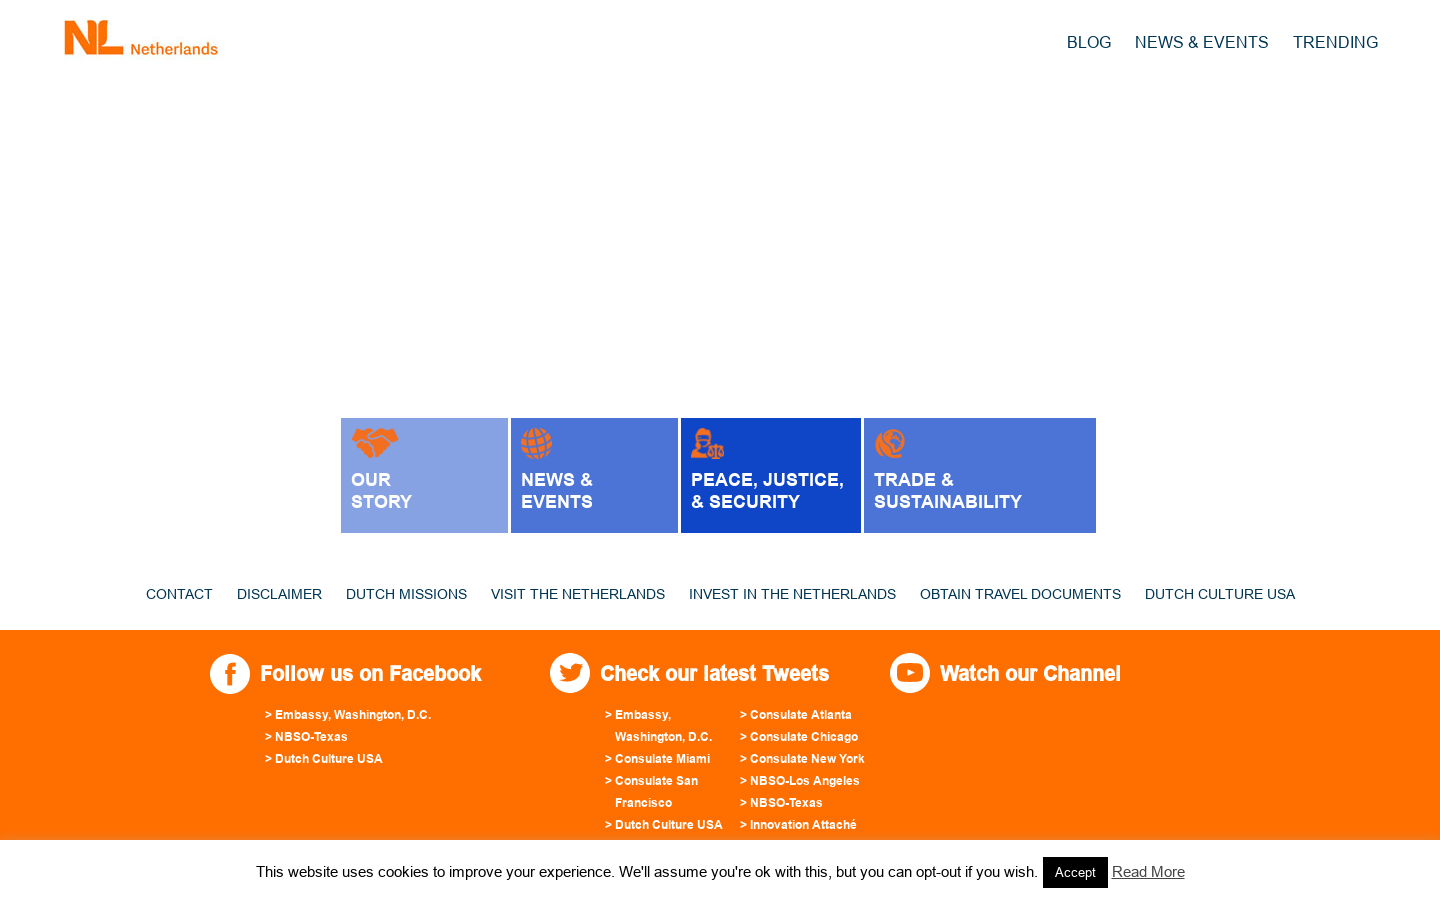 NL Netherlands
BLOG NEWS & EVENTS TRENDING
OUR
STORY
NEWS &
EVENTS
PEACE, JUSTICE,
& SECURITY
TRADE &
SUSTAINABILITY
CONTACT DISCLAIMER DUTCH MISSIONS VISIT THE NETHERLANDS INVEST IN THE NETHERLANDS OBTAIN TRAVEL DOCUMENTS DUTCH CULTURE USA
Follow us on Facebook
> Embassy, Washington, D.C.
> NBSO-Texas
> Dutch Culture USA
Check our latest Tweets
> Embassy,
Washington, D.C.
> Consulate Miami
> Consulate San
Francisco
> Dutch Culture USA
> Consulate Atlanta
> Consulate Chicago
> Consulate New York
> NBSO-Los Angeles
> NBSO-Texas
> Innovation Attaché
Watch our Channel
This website uses cookies to improve your experience. We'll assume you're ok with this, but you can opt-out if you wish. Accept Read More